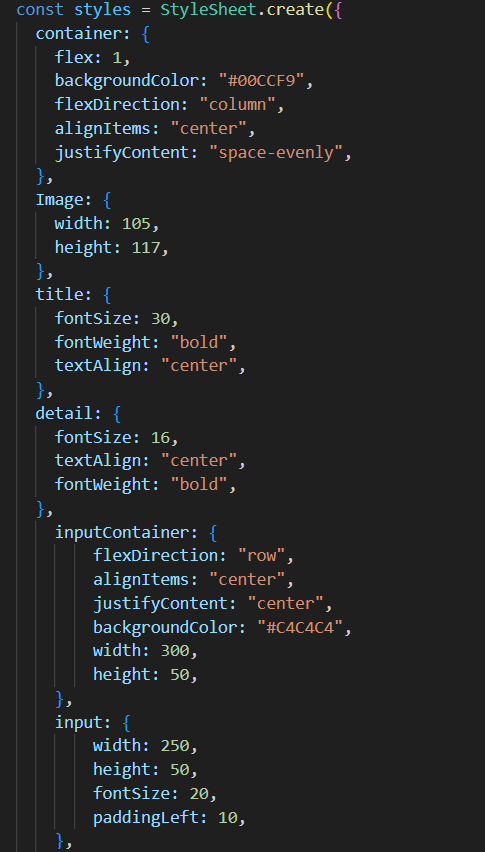 const styles = StyleSheet.create({
  container: {
    flex: 1,
    backgroundColor: "#00CCF9",
    flexDirection: "column",
    alignItems: "center",
    justifyContent: "space-evenly",
  },
  Image: {
    width: 105,
    height: 117,
  },
  title: {
    fontSize: 30,
    fontWeight: "bold",
    textAlign: "center",
  },
  detail: {
    fontSize: 16,
    textAlign: "center",
    fontWeight: "bold",
  },
    inputContainer: {
        flexDirection: "row",
        alignItems: "center",
        justifyContent: "center",
        backgroundColor: "#C4C4C4",
        width: 300,
        height: 50,
    },
    input: {
        width: 250,
        height: 50,
        fontSize: 20,
        paddingLeft: 10,
    },